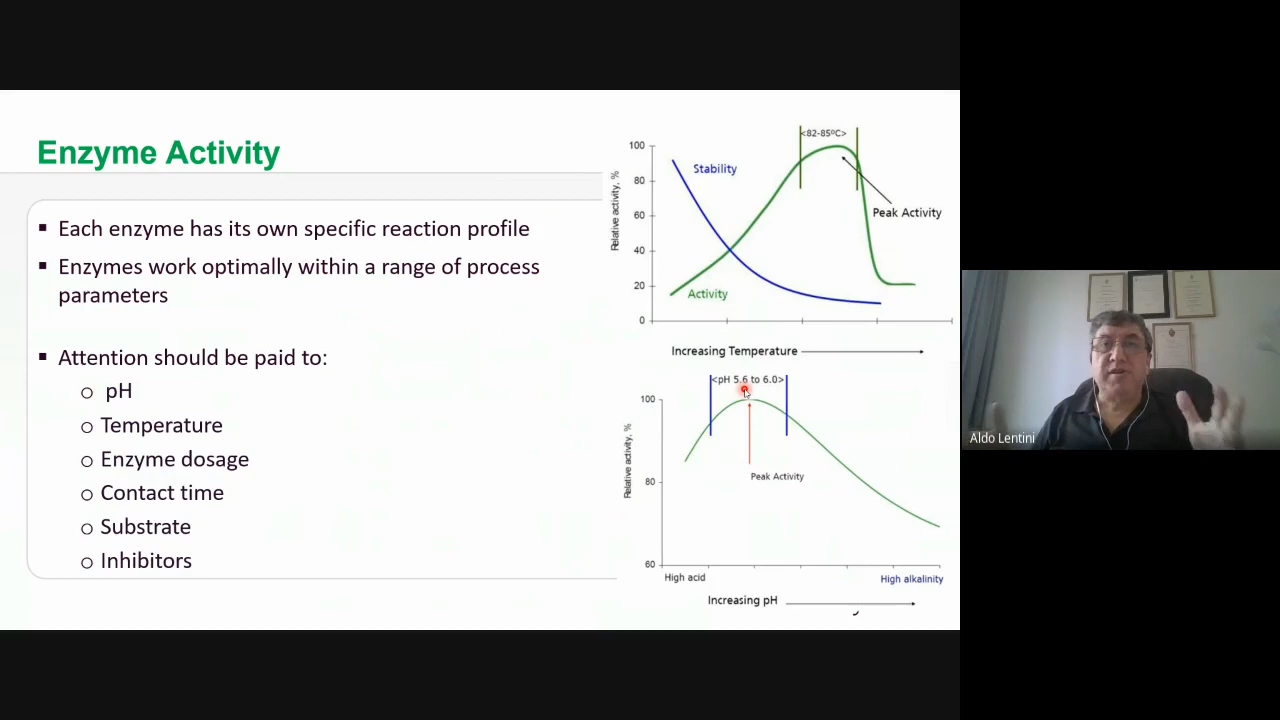 Enzyme Activity
▪ Each enzyme has its own specific reaction profile
▪ Enzymes work optimally within a range of process
parameters
▪ Attention should be paid to:
o pH
o Temperature
o Enzyme dosage
o Contact time
o Substrate
o Inhibitors
<82-85ºC>
100
80
60
40
20
0
Relative activity, %
Stability
Peak Activity
Activity
Increasing Temperature
<pH 5.6 to 6.0>
100
80
60
Relative activity, %
Peak Activity
High acid
High alkalinity
Increasing pH
Aldo Lentini